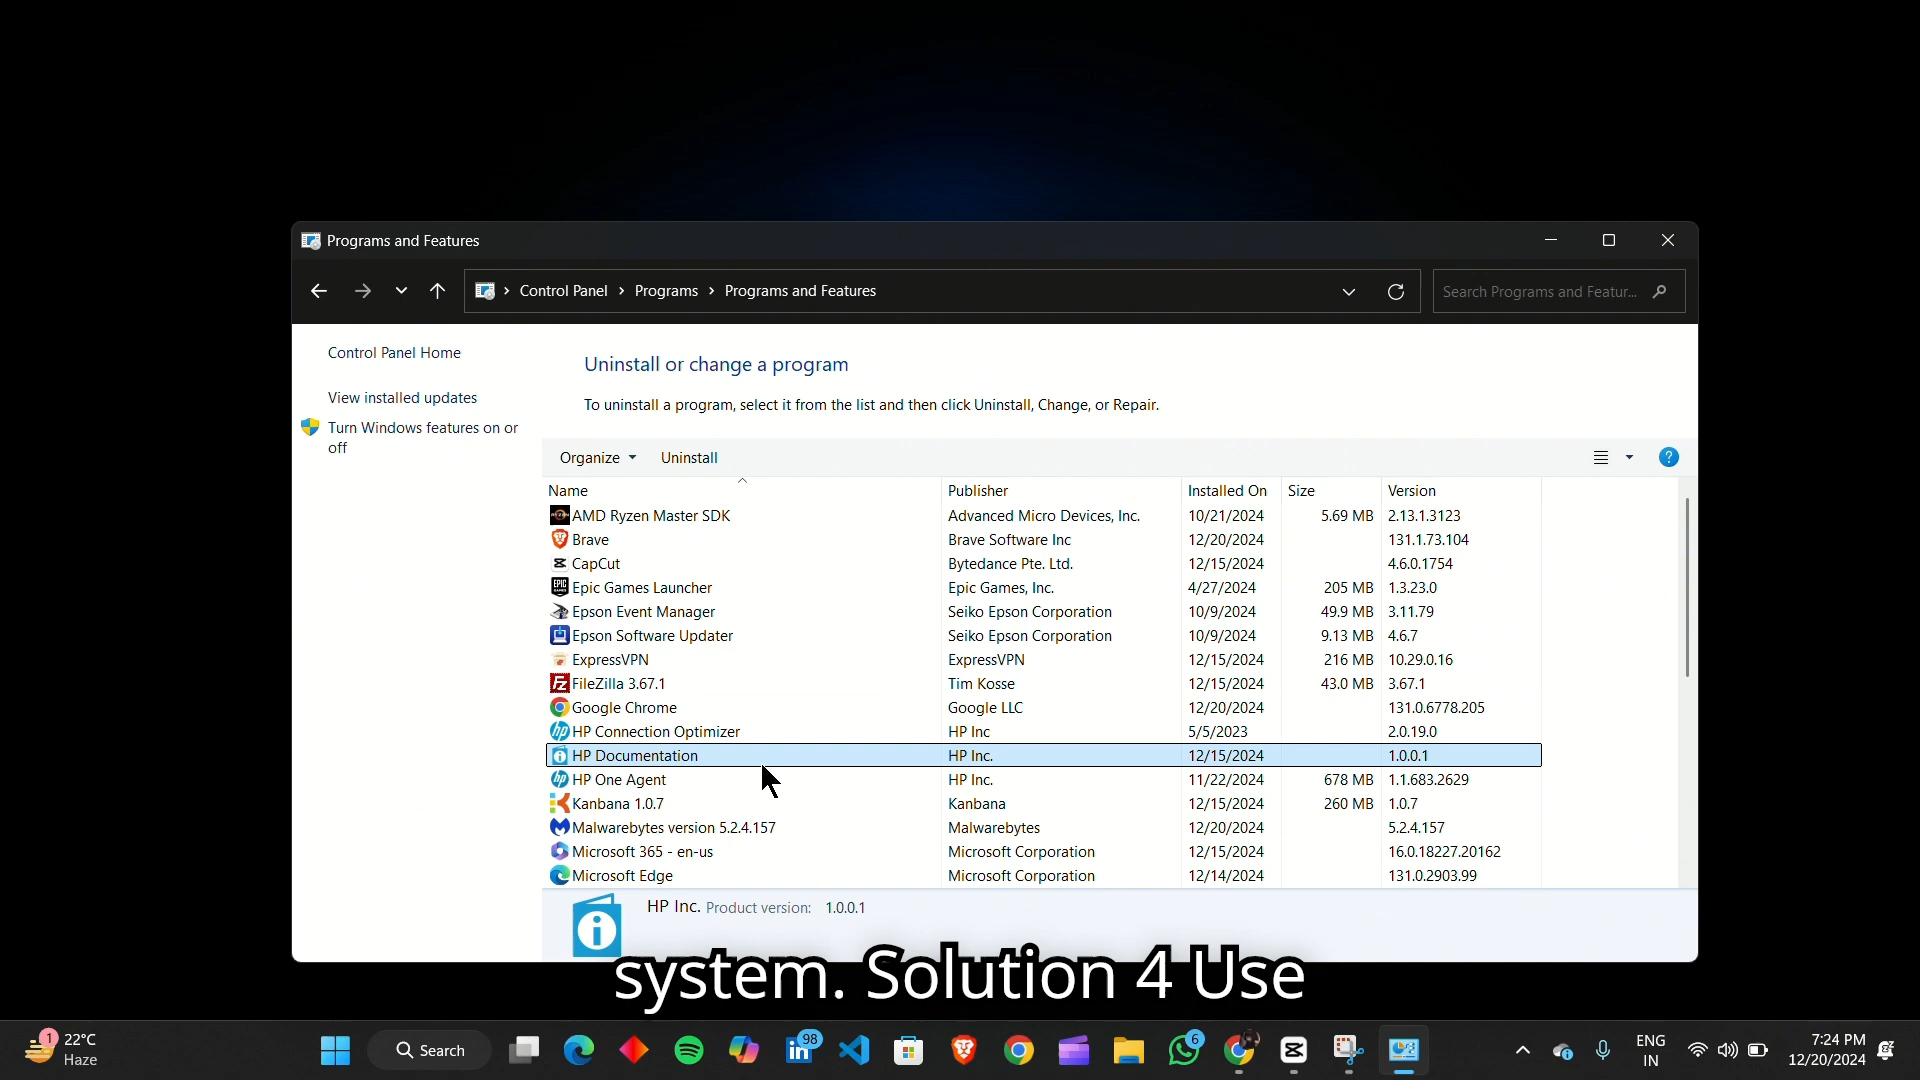 Programs and Features
Control Panel > Programs > Programs and Features
Search Programs and Featur...
Control Panel Home
View installed updates
Turn Windows features on or
off
Uninstall or change a program
To uninstall a program, select it from the list and then click Uninstall, Change, or Repair.
Organize Uninstall
Name Publisher Installed On Size Version
AMD Ryzen Master SDK Advanced Micro Devices, Inc. 10/21/2024 5.69 MB 2.13.1.3123
Brave Brave Software Inc 12/20/2024 131.1.73.104
CapCut Bytedance Pte. Ltd. 12/15/2024 4.6.0.1754
Epic Games Launcher Epic Games, Inc. 4/27/2024 205 MB 1.3.23.0
Epson Event Manager Seiko Epson Corporation 10/9/2024 49.9 MB 3.11.79
Epson Software Updater Seiko Epson Corporation 10/9/2024 9.13 MB 4.6.7
ExpressVPN ExpressVPN 12/15/2024 216 MB 10.29.0.16
FileZilla 3.67.1 Tim Kosse 12/15/2024 43.0 MB 3.67.1
Google Chrome Google LLC 12/20/2024 131.0.6778.205
HP Connection Optimizer HP Inc 5/5/2023 2.0.19.0
HP Documentation HP Inc. 12/15/2024 1.0.0.1
HP One Agent HP Inc. 11/22/2024 678 MB 1.1.683.2629
Kanbana 1.0.7 Kanbana 12/15/2024 260 MB 1.0.7
Malwarebytes version 5.2.4.157 Malwarebytes 12/20/2024 5.2.4.157
Microsoft 365 - en-us Microsoft Corporation 12/15/2024 16.0.18227.20162
Microsoft Edge Microsoft Corporation 12/14/2024 131.0.2903.99
HP Inc. Product version: 1.0.0.1
system. Solution 4 Use
1 22°C
Haze
Search
98
6
ENG
IN
7:24 PM
12/20/2024